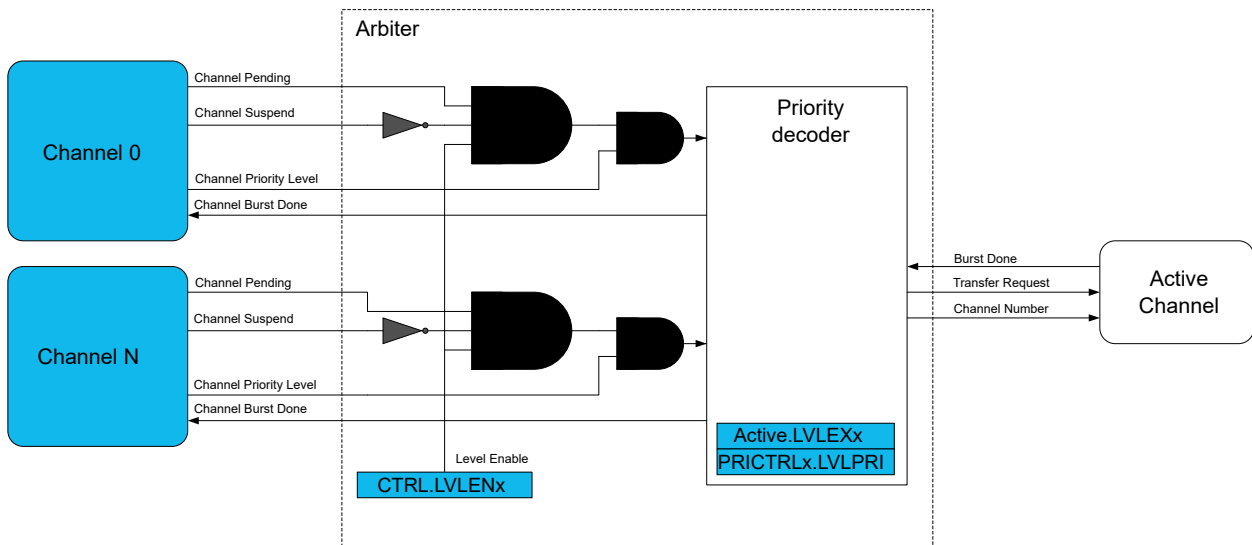 Arbiter
Channel 0
Channel Pending
Channel Suspend
Channel Priority Level
Channel Burst Done
Priority
decoder
Burst Done
Transfer Request
Channel Number
Active
Channel
Channel N
Channel Pending
Channel Suspend
Channel Priority Level
Channel Burst Done
Level Enable
CTRL.LVLENx
Active.LVLEXx
PRICTRLx.LVLPRI